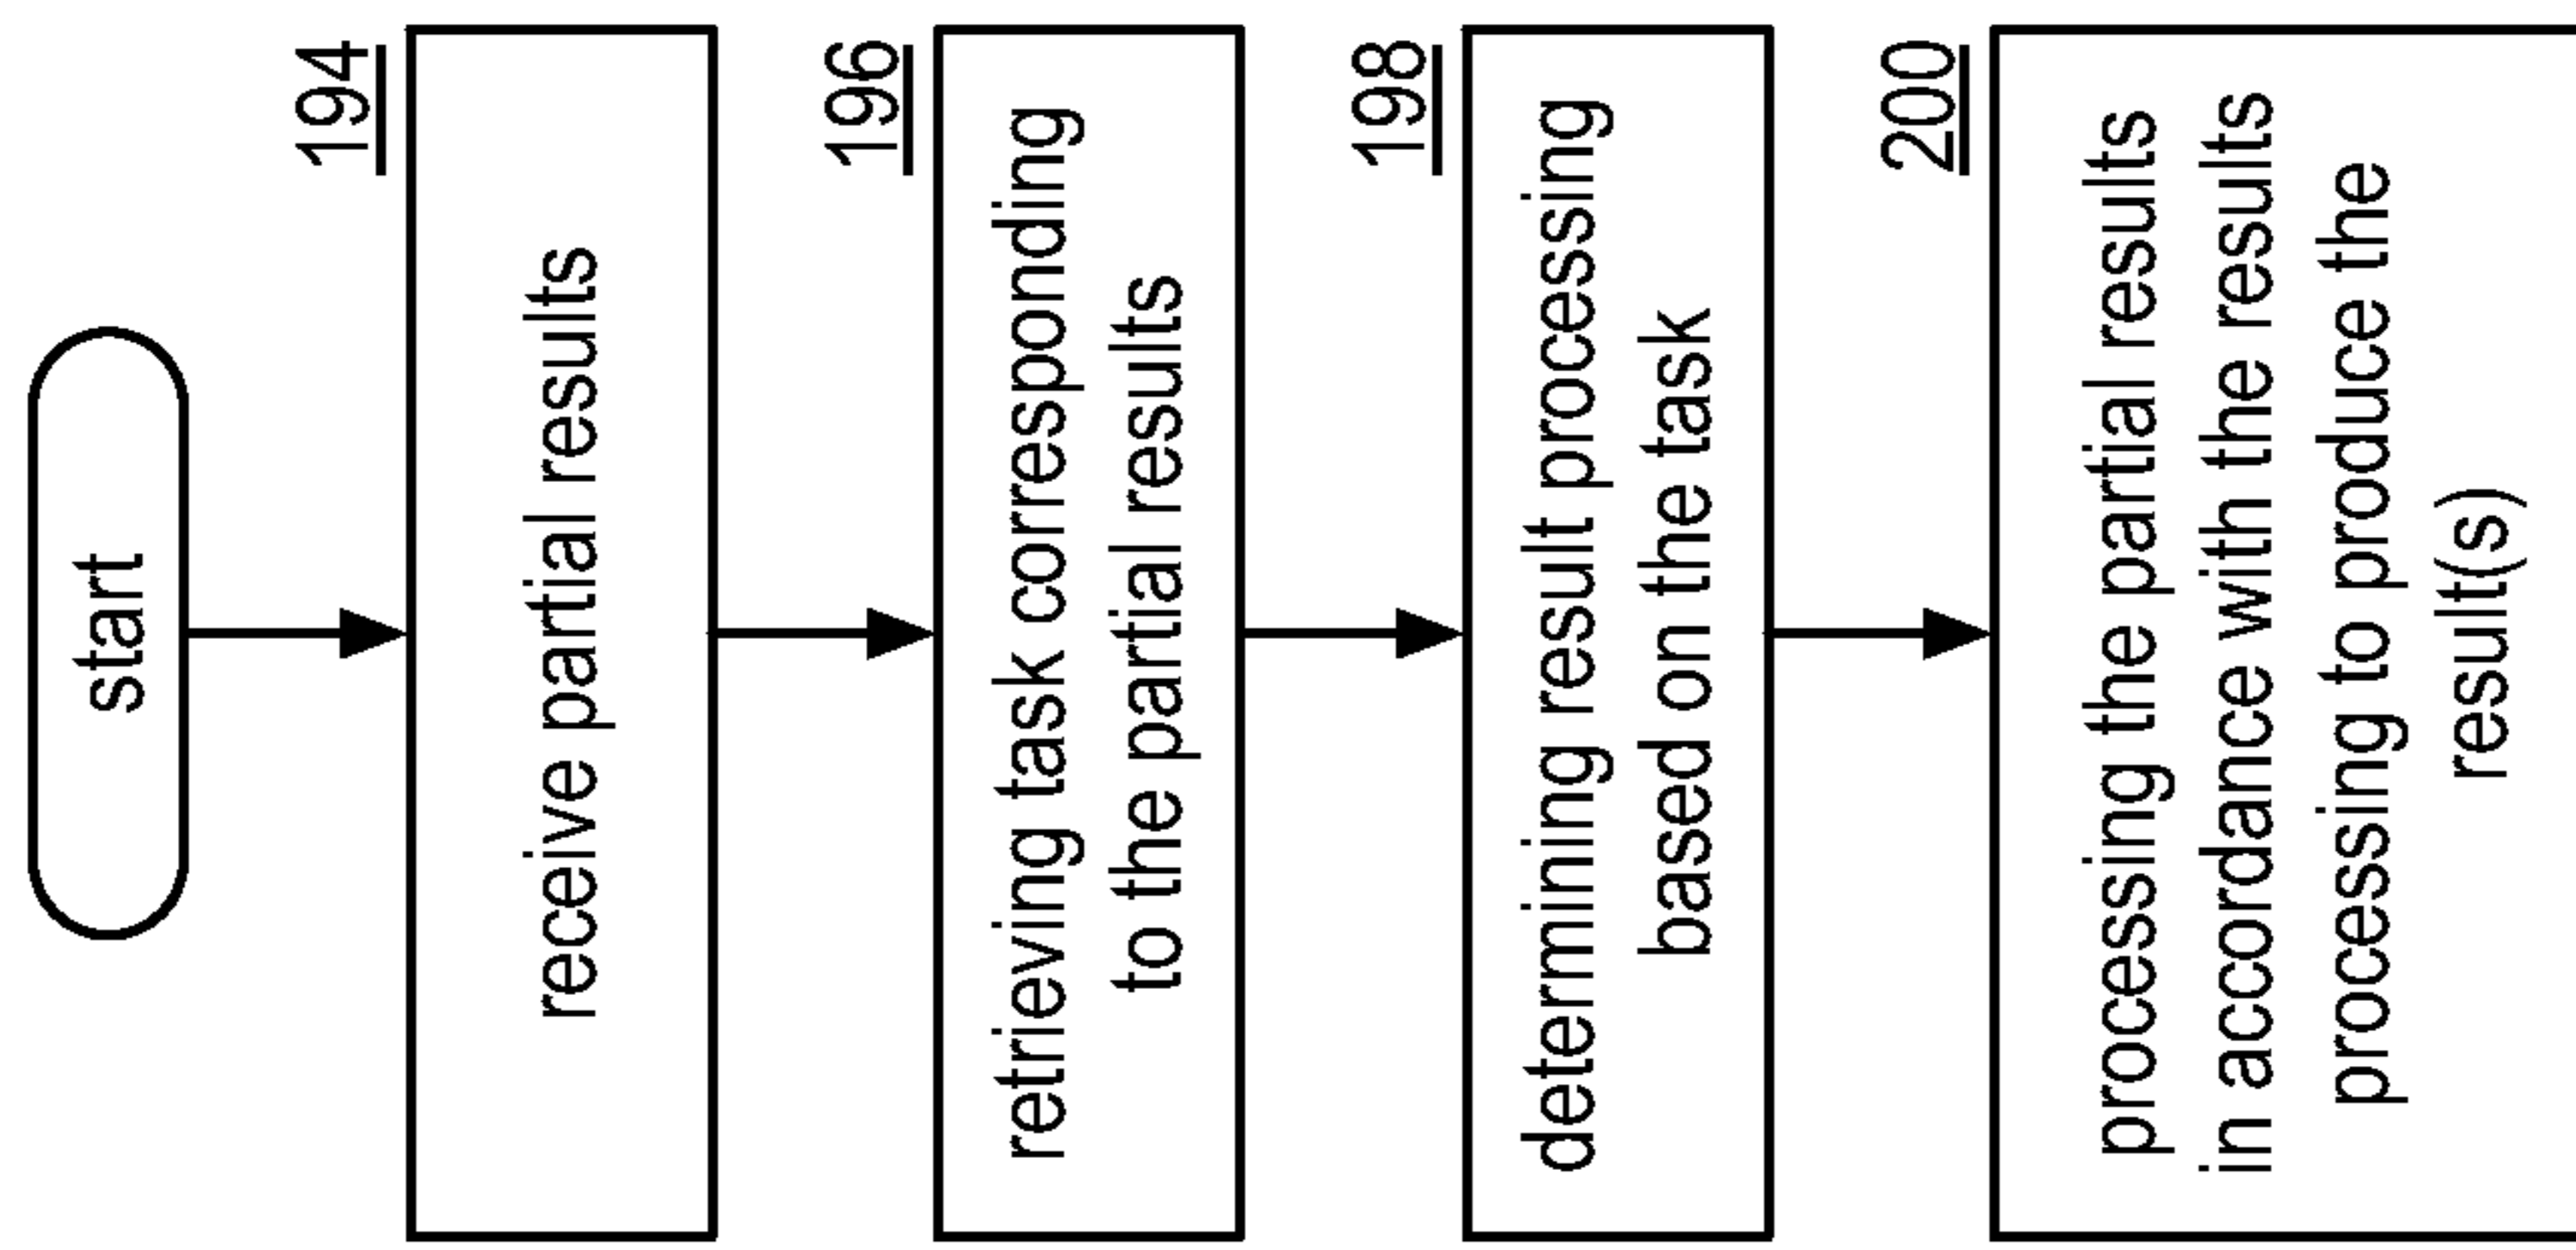 start
194
receive partial results
196
retrieving task corresponding
to the partial results
198
determining result processing
based on the task
200
processing the partial results
in accordance with the results
processing to produce the
result(s)